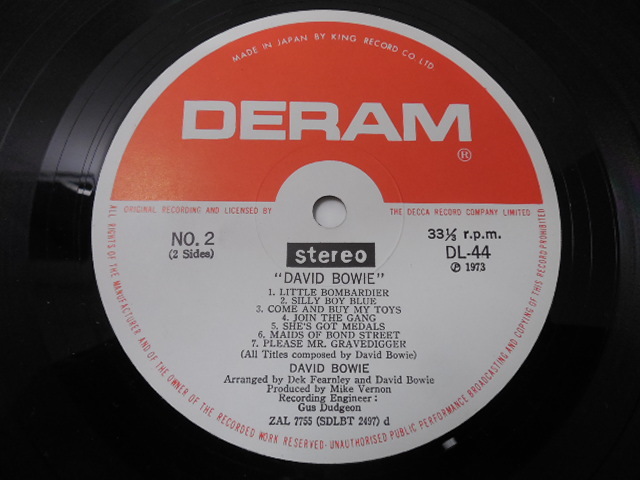 MADE IN JAPAN BY KING RECORD CO LTD
DERAM
®
ORIGINAL RECORDING AND LICENSED BY THE DECCA RECORD COMPANY LIMITED
NO. 2
(2 Sides)
stereo
33⅓ r.p.m.
DL-44
℗ 1973
"DAVID BOWIE"
1. LITTLE BOMBARDIER
2. SILLY BOY BLUE
3. COME AND BUY MY TOYS
4. JOIN THE GANG
5. SHE'S GOT MEDALS
6. MAIDS OF BOND STREET
7. PLEASE MR. GRAVEDIGGER
(All Titles composed by David Bowie)
DAVID BOWIE
Arranged by Dek Fearnley and David Bowie
Produced by Mike Vernon
Recording Engineer:
Gus Dudgeon
ZAL 7755 (SDLBT 2497) d
ALL RIGHTS OF THE MANUFACTURER AND OF THE OWNER OF THE RECORDED WORK RESERVED·UNAUTHORISED PUBLIC PERFORMANCE BROADCASTING AND COPYING OF THIS RECORD PROHIBITED